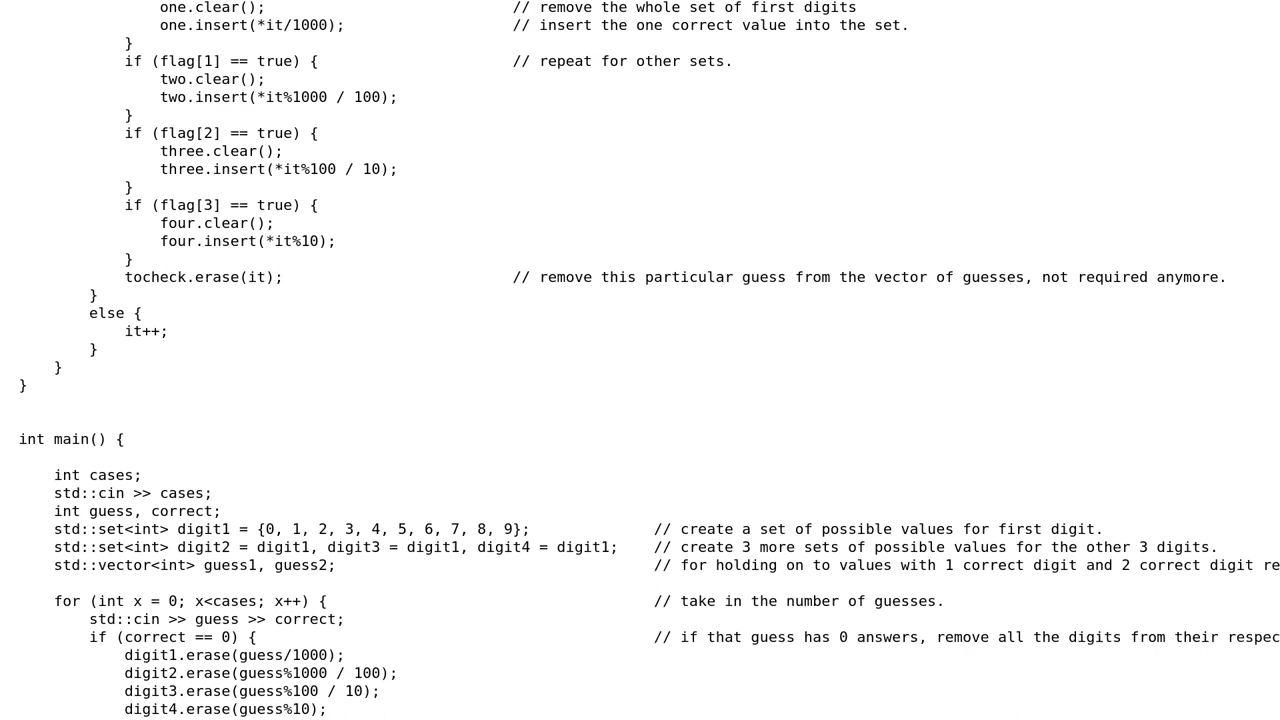 one.clear(); // remove the whole set of first digits
one.insert(*it/1000); // insert the one correct value into the set.
}
if (flag[1] == true) { // repeat for other sets.
two.clear();
two.insert(*it%1000 / 100);
}
if (flag[2] == true) {
three.clear();
three.insert(*it%100 / 10);
}
if (flag[3] == true) {
four.clear();
four.insert(*it%10);
}
tocheck.erase(it); // remove this particular guess from the vector of guesses, not required anymore.
}
else {
it++;
}
}
}
int main() {
int cases;
std::cin >> cases;
int guess, correct;
std::set<int> digit1 = {0, 1, 2, 3, 4, 5, 6, 7, 8, 9}; // create a set of possible values for first digit.
std::set<int> digit2 = digit1, digit3 = digit1, digit4 = digit1; // create 3 more sets of possible values for the other 3 digits.
std::vector<int> guess1, guess2; // for holding on to values with 1 correct digit and 2 correct digit re
for (int x = 0; x<cases; x++) { // take in the number of guesses.
std::cin >> guess >> correct;
if (correct == 0) { // if that guess has 0 answers, remove all the digits from their respec
digit1.erase(guess/1000);
digit2.erase(guess%1000 / 100);
digit3.erase(guess%100 / 10);
digit4.erase(guess%10);